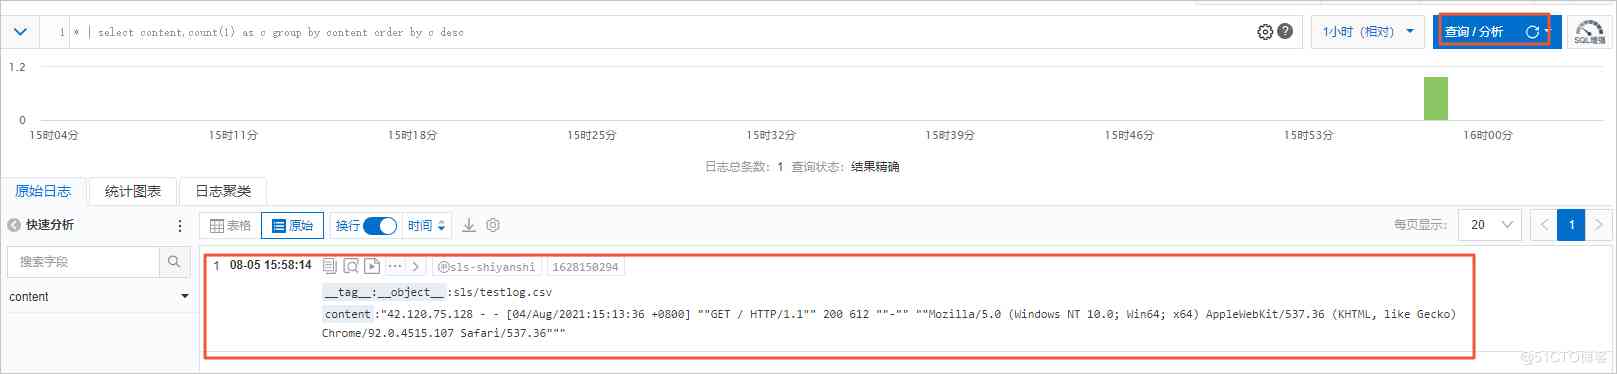 1 * | select content,count(1) as c group by content order by c desc
1小时（相对）
查询 / 分析
SQL增强
1.2
0
15时04分 15时11分 15时18分 15时25分 15时32分 15时39分 15时46分 15时53分 16时00分
日志总条数: 1 查询状态: 结果精确
原始日志 统计图表 日志聚类
快速分析
表格 原始 换行 时间
每页显示: 20 1
搜索字段
content
1 08-05 15:58:14 @sls-shiyanshi 1628150294
__tag__:__object__:sls/testlog.csv
content:"42.120.75.128 - - [04/Aug/2021:15:13:36 +0800] ""GET / HTTP/1.1"" 200 612 ""-"" ""Mozilla/5.0 (Windows NT 10.0; Win64; x64) AppleWebKit/537.36 (KHTML, like Gecko)
Chrome/92.0.4515.107 Safari/537.36"""
@51CTO博客